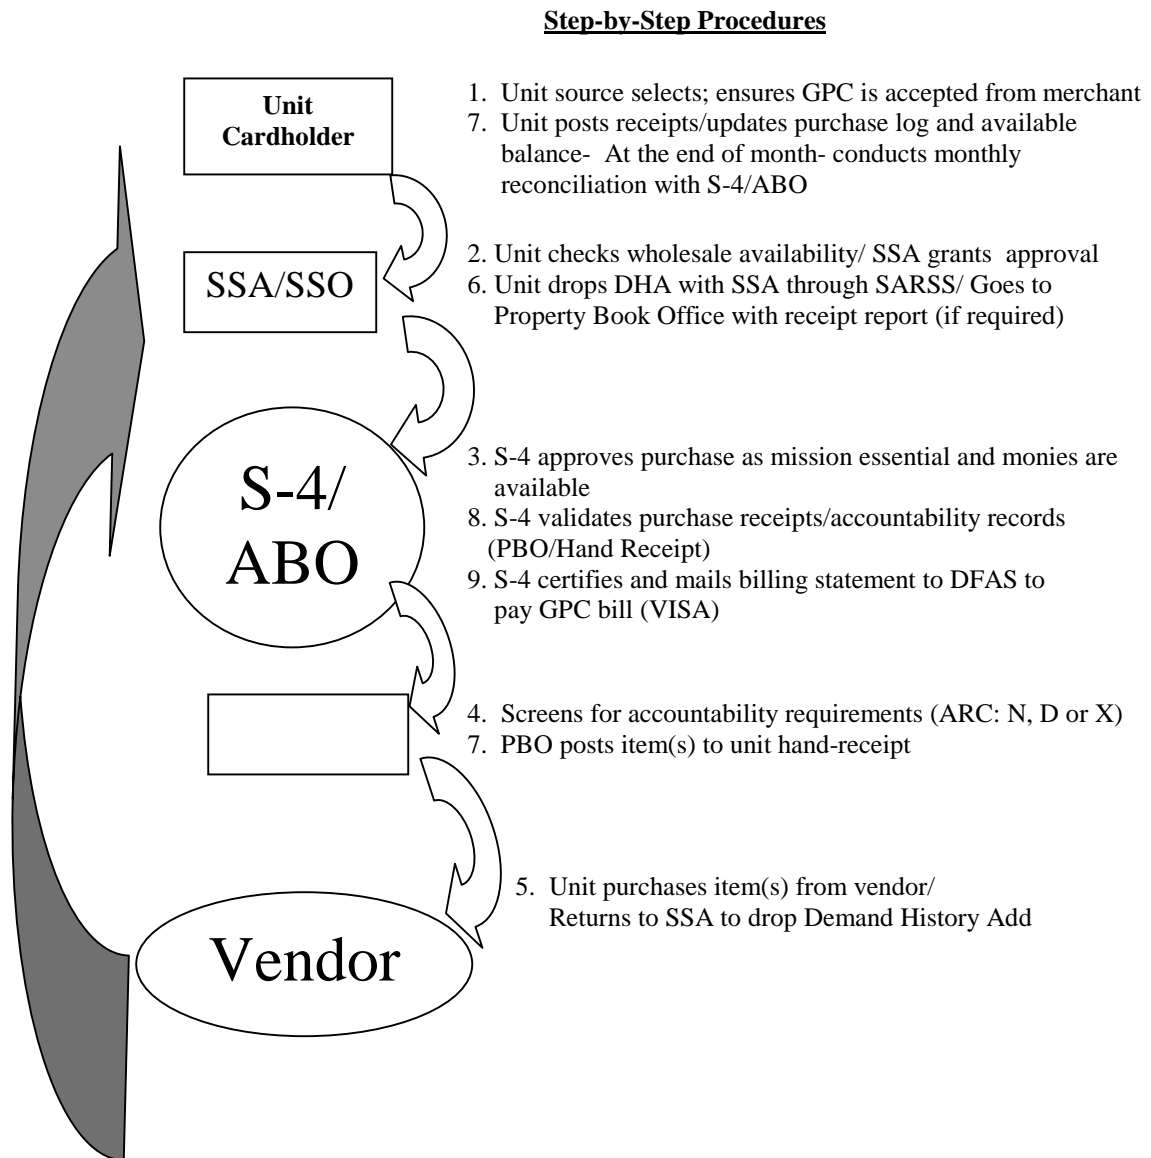 Step-by-Step Procedures
Unit
Cardholder
1. Unit source selects; ensures GPC is accepted from merchant
7. Unit posts receipts/updates purchase log and available
balance- At the end of month- conducts monthly
reconciliation with S-4/ABO
SSA/SSO
2. Unit checks wholesale availability/ SSA grants approval
6. Unit drops DHA with SSA through SARSS/ Goes to
Property Book Office with receipt report (if required)
S-4/
ABO
3. S-4 approves purchase as mission essential and monies are
available
8. S-4 validates purchase receipts/accountability records
(PBO/Hand Receipt)
9. S-4 certifies and mails billing statement to DFAS to
pay GPC bill (VISA)
4. Screens for accountability requirements (ARC: N, D or X)
7. PBO posts item(s) to unit hand-receipt
5. Unit purchases item(s) from vendor/
Returns to SSA to drop Demand History Add
Vendor